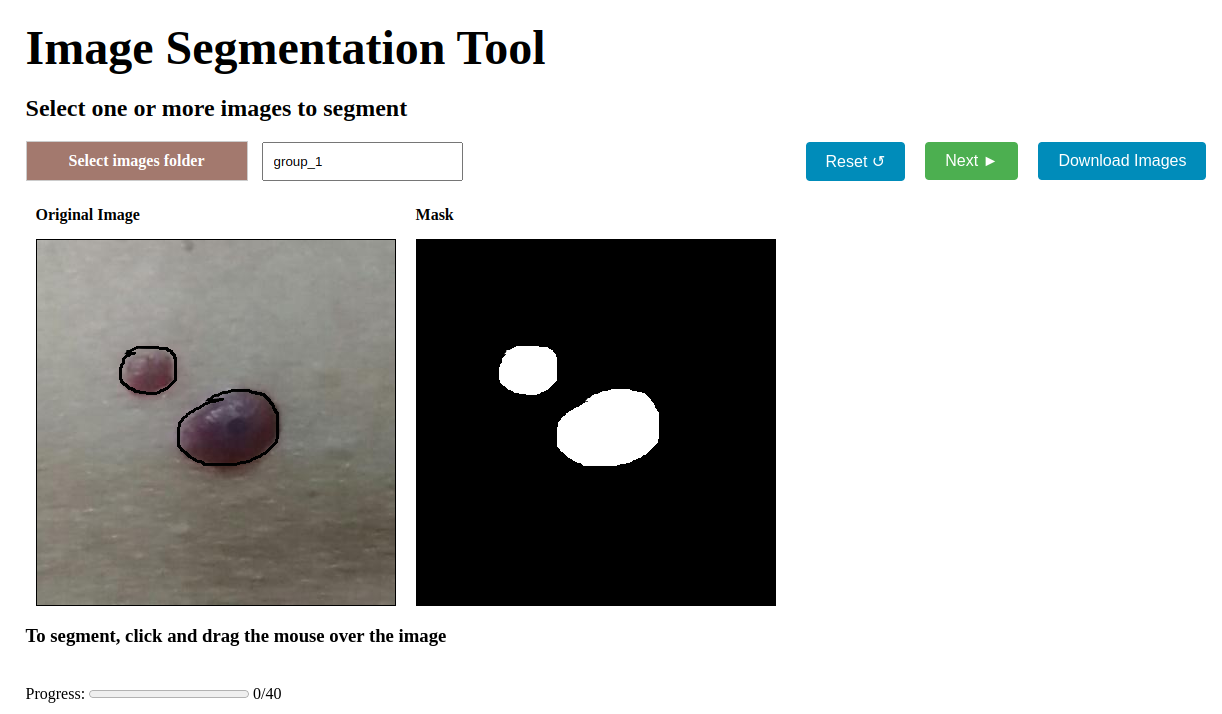 Image Segmentation Tool
Select one or more images to segment
Select images folder group_1 Reset ↺ Next ► Download Images
Original Image Mask
To segment, click and drag the mouse over the image
Progress: 0/40